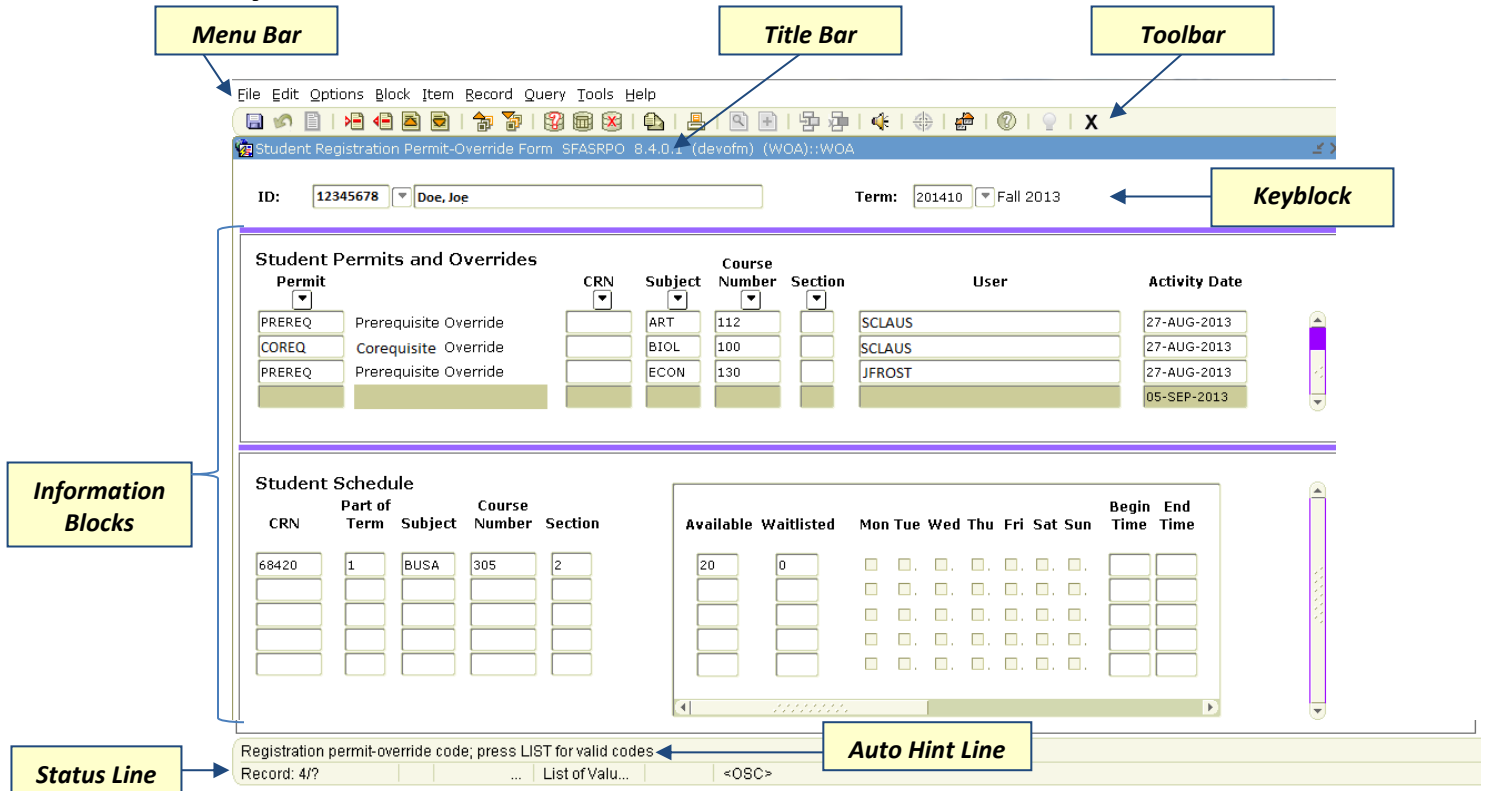 Menu Bar
Title Bar
Toolbar
File Edit Options Block Item Record Query Tools Help
X
Student Registration Permit-Override Form SFASRPO 8.4.0.1 (devofm) (WOA)::WOA
ID: 12345678 Doe, Joe Term: 201410 Fall 2013
Keyblock
Student Permits and Overrides
Permit CRN Subject Course Number Section User Activity Date
PREREQ Prerequisite Override ART 112 SCLAUS 27-AUG-2013
COREQ Corequisite Override BIOL 100 SCLAUS 27-AUG-2013
PREREQ Prerequisite Override ECON 130 JFROST 27-AUG-2013
05-SEP-2013
Information Blocks
Student Schedule
CRN Part of Term Subject Course Number Section Available Waitlisted Mon Tue Wed Thu Fri Sat Sun Begin Time End Time
68420 1 BUSA 305 2 20 0
Registration permit-override code; press LIST for valid codes
Auto Hint Line
Status Line
Record: 4/? ... List of Valu... <OSC>